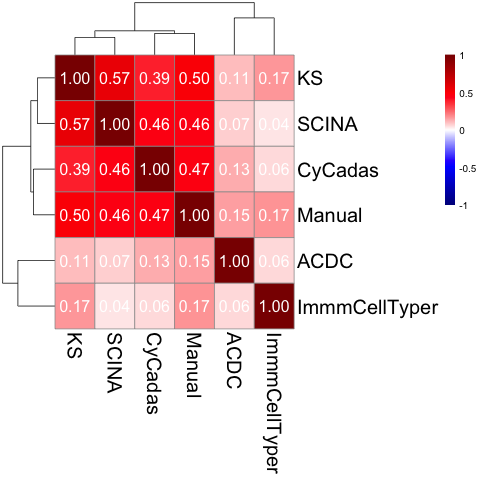 1.00 0.57 0.39 0.50 0.11 0.17 KS
0.57 1.00 0.46 0.46 0.07 0.04 SCINA
0.39 0.46 1.00 0.47 0.13 0.06 CyCadas
0.50 0.46 0.47 1.00 0.15 0.17 Manual
0.11 0.07 0.13 0.15 1.00 0.06 ACDC
0.17 0.04 0.06 0.17 0.06 1.00 ImmmCellTyper
KS
SCINA
CyCadas
Manual
ACDC
ImmmCellTyper
1
0.5
0
-0.5
-1